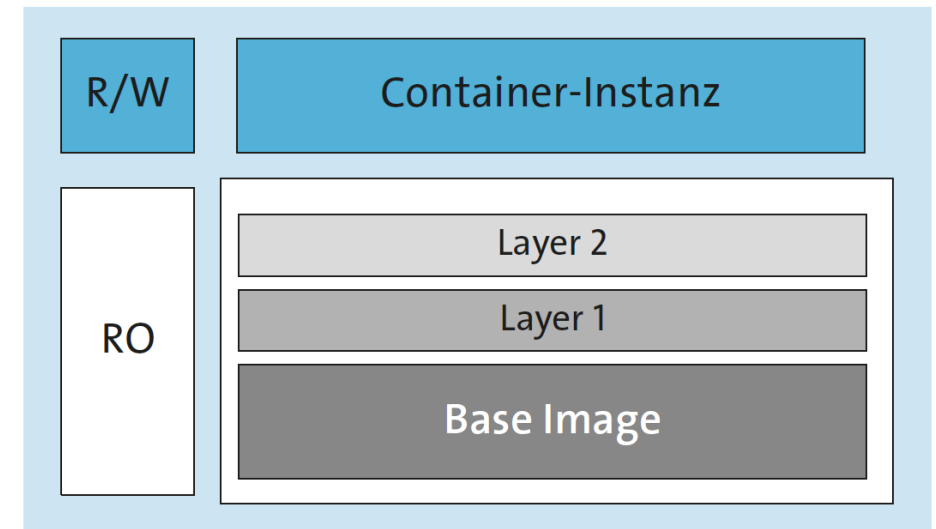 R/W
Container-Instanz
RO
Layer 2
Layer 1
Base Image